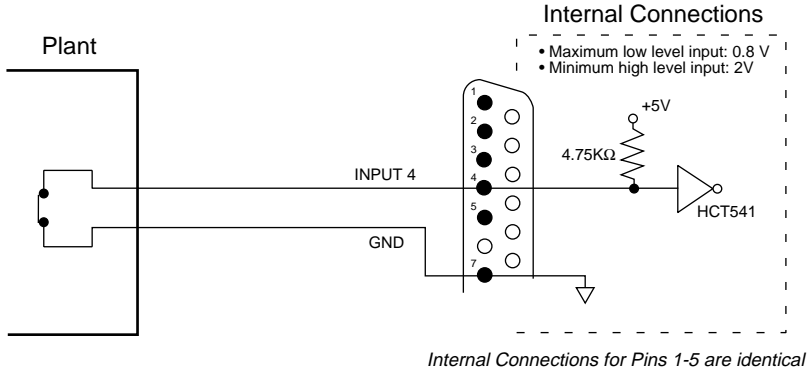 Internal Connections
Plant
• Maximum low level input: 0.8 V
• Minimum high level input: 2V
1
+5V
2
3
4.75KΩ
INPUT 4
4
HCT541
5
GND
7
Internal Connections for Pins 1-5 are identical